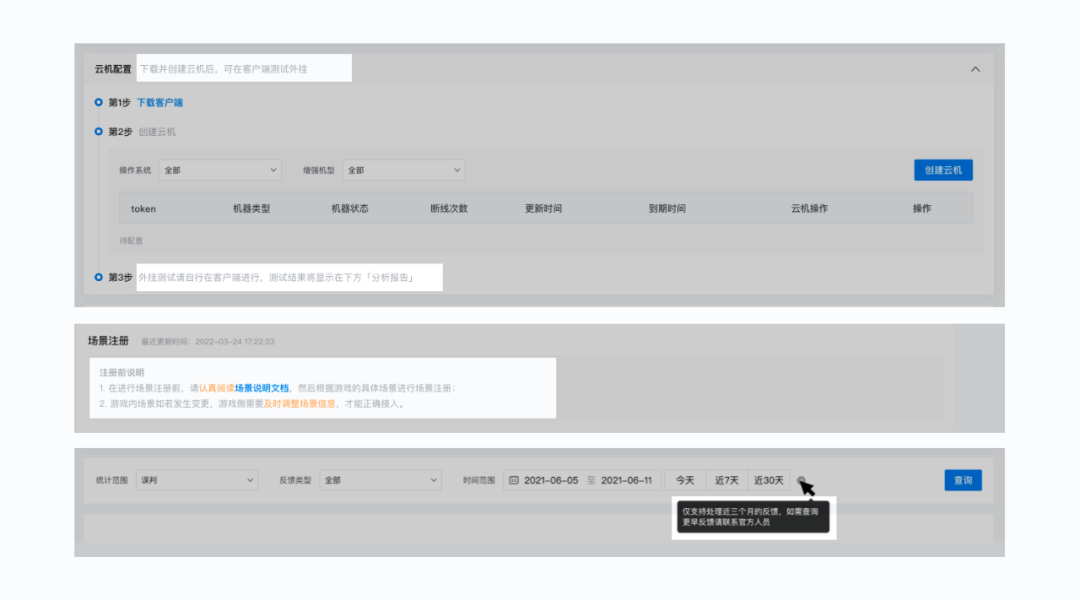 云机配置 下载并创建云机后，可在客户端测试外挂
第1步 下载客户端
第2步 创建云机
操作系统 全部 增强机型 全部 创建云机
token 机器类型 机器状态 断线次数 更新时间 到期时间 云机操作 操作
待配置
第3步 外挂测试请自行在客户端进行，测试结果将显示在下方「分析报告」
场景注册 最近更新时间：2022-03-24 17:22:33
注册前说明
1. 在进行场景注册前，请认真阅读场景说明文档，然后根据游戏的具体场景进行场景注册；
2. 游戏内场景如若发生变更，游戏侧需要及时调整场景信息，才能正确接入。
统计范围 误判 反馈类型 全部 时间范围 2021-06-05 至 2021-06-11 今天 近7天 近30天 查询
仅支持处理近三个月的反馈，如需查询
更早反馈请联系官方人员